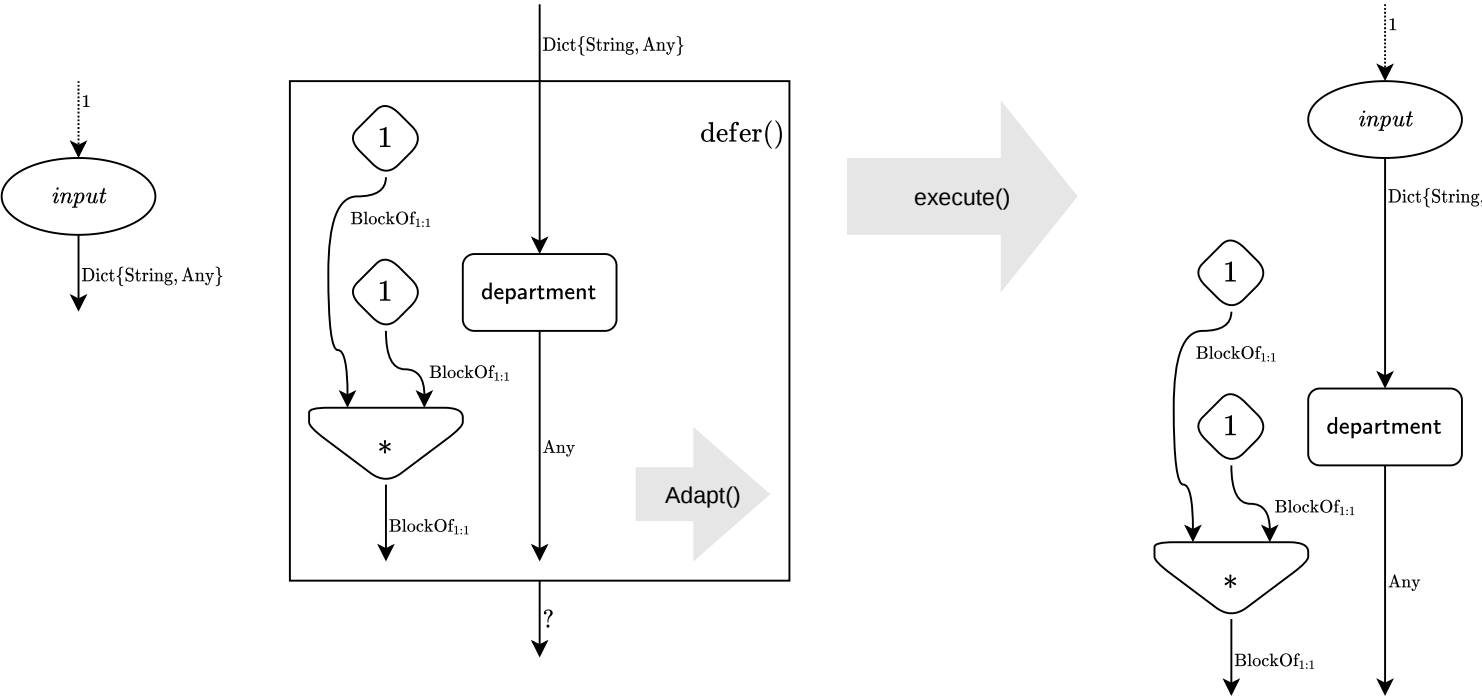 1
input
Dict{String, Any}
Dict{String, Any}
defer()
1
BlockOf1:1
1
BlockOf1:1
department
*
Any
Adapt()
BlockOf1:1
?
execute()
1
input
Dict{String,
1
BlockOf1:1
1
BlockOf1:1
department
*
Any
BlockOf1:1